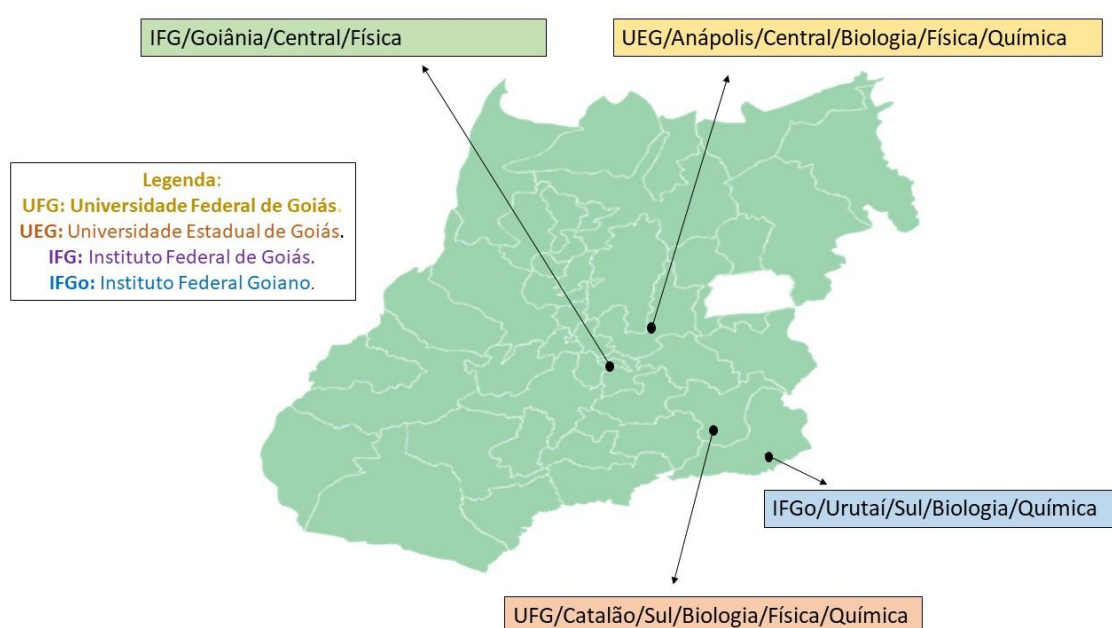 IFG/Goiânia/Central/Física
UEG/Anápolis/Central/Biologia/Física/Química
Legenda:
UFG: Universidade Federal de Goiás.
UEG: Universidade Estadual de Goiás.
IFG: Instituto Federal de Goiás.
IFGo: Instituto Federal Goiano.
IFGo/Urutaí/Sul/Biologia/Química
UFG/Catalão/Sul/Biologia/Física/Química